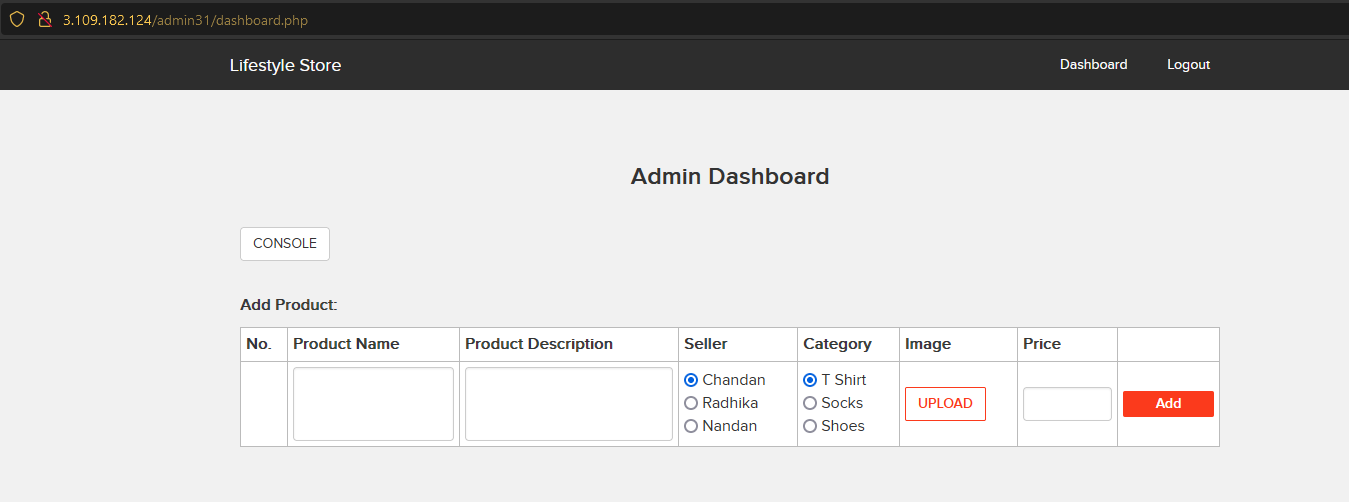 3.109.182.124/admin31/dashboard.php
Lifestyle Store Dashboard Logout
Admin Dashboard
CONSOLE
Add Product:
No. Product Name Product Description Seller Category Image Price
Chandan T Shirt
Radhika Socks UPLOAD Add
Nandan Shoes